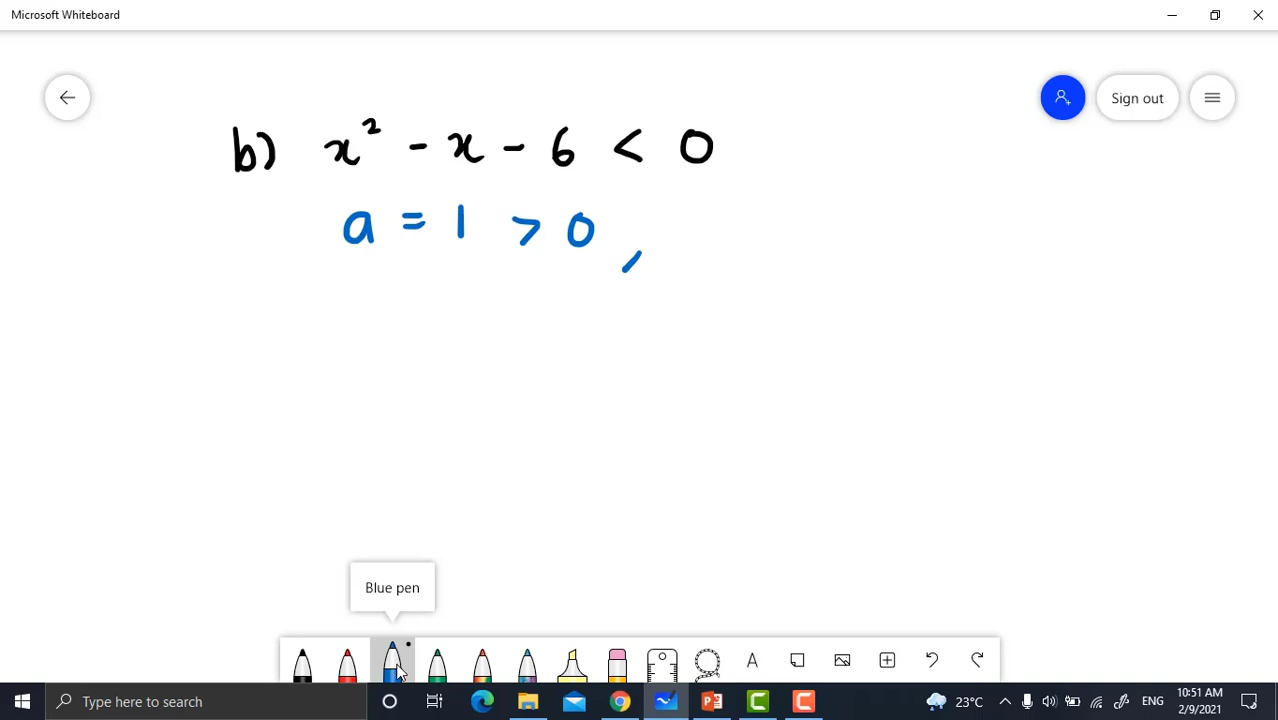 Microsoft Whiteboard
Sign out
b) x² - x - 6 < 0
a = 1 > 0 ,
Blue pen
A
Type here to search
23°C
ENG
10:51 AM
2/9/2021